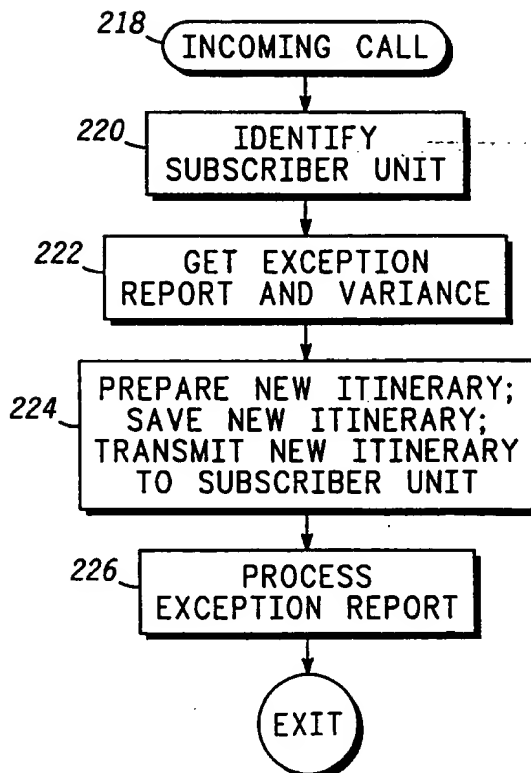 218 INCOMING CALL
220 IDENTIFY
SUBSCRIBER UNIT
222 GET EXCEPTION
REPORT AND VARIANCE
224 PREPARE NEW ITINERARY;
SAVE NEW ITINERARY;
TRANSMIT NEW ITINERARY
TO SUBSCRIBER UNIT
226 PROCESS
EXCEPTION REPORT
EXIT